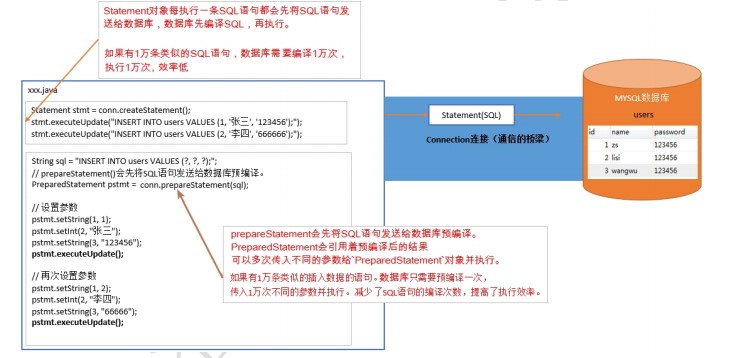 Statement对象每执行一条SQL语句都会先将SQL语句发
送给数据库，数据库先编译SQL，再执行。
如果有1万条类似的SQL语句，数据库需要编译1万次，
执行1万次，效率低
xxx.java
Statement stmt = conn.createStatement();
stmt.executeUpdate("INSERT INTO users VALUES (1, '张三', '123456');");
stmt.executeUpdate("INSERT INTO users VALUES (2, '李四', '666666');");
String sql = "INSERT INTO users VALUES (?, ?, ?);";
// prepareStatement()会先将SQL语句发送给数据库预编译。
PreparedStatement pstmt = conn.prepareStatement(sql);
// 设置参数
pstmt.setString(1, 1);
pstmt.setInt(2, "张三");
pstmt.setString(3, "123456");
pstmt.executeUpdate();
// 再次设置参数
pstmt.setString(1, 2);
pstmt.setInt(2, "李四");
pstmt.setString(3, "66666");
pstmt.executeUpdate();
prepareStatement会先将SQL语句发送给数据库预编译。
PreparedStatement会引用着预编译后的结果
可以多次传入不同的参数给`PreparedStatement`对象并执行。
如果有1万条类似的插入数据的语句。数据库只需要预编译一次，
传入1万次不同的参数并执行。减少了SQL语句的编译次数，提高了执行效率。
Statement(SQL)
Connection连接（通信的桥梁）
MYSQL数据库
users
id name password
1 zs 123456
2 lisi 123456
3 wangwu 123456